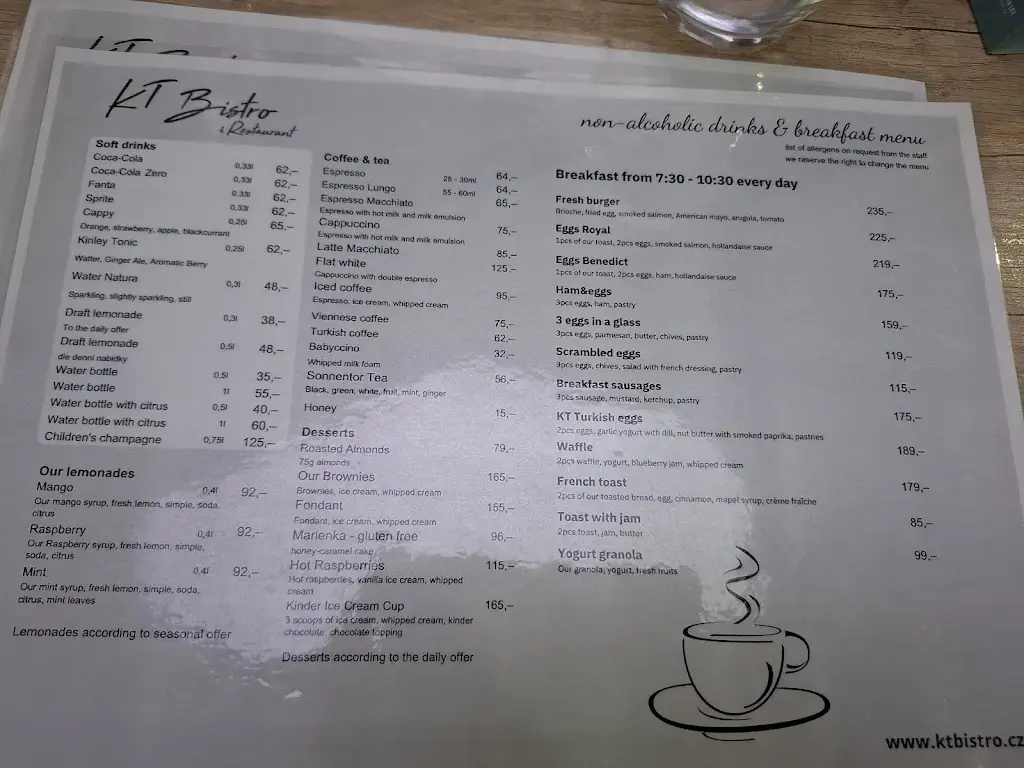 KT Bistro
& Restaurant
non-alcoholic drinks & breakfast menu
list of allergens on request from the staff
we reserve the right to change the menu
Soft drinks
Coca-Cola 0,33l 62,–
Coca-Cola Zero 0,33l 62,–
Fanta 0,33l 62,–
Sprite 0,33l 62,–
Cappy 0,25l 65,–
Orange, strawberry, apple, blackcurrant
Kinley Tonic 0,25l 62,–
Watter, Ginger Ale, Aromatic Berry
Water Natura 0,3l 48,–
Sparkling, slightly sparkling, still
Draft lemonade 0,3l 38,–
To the daily offer
Draft lemonade 0,5l 48,–
dle denní nabídky
Water bottle 0,5l 35,–
Water bottle 1l 55,–
Water bottle with citrus 0,5l 40,–
Water bottle with citrus 1l 60,–
Children's champagne 0,75l 125,–
Our lemonades
Mango 0,4l 92,–
Our mango syrup, fresh lemon, simple, soda,
citrus
Raspberry 0,4l 92,–
Our Raspberry syrup, fresh lemon, simple,
soda, citrus
Mint 0,4l 92,–
Our mint syrup, fresh lemon, simple, soda,
citrus, mint leaves
Lemonades according to seasonal offer
Coffee & tea
Espresso 28 - 30ml 64,–
Espresso Lungo 55 - 60ml 64,–
Espresso Macchiato 65,–
Espresso with hot milk and milk emulsion
Cappuccino 75,–
Espresso with hot milk and milk emulsion
Latte Macchiato 85,–
Flat white 125,–
Cappuccino with double espresso
Iced coffee 95,–
Espresso, ice cream, whipped cream
Viennese coffee 75,–
Turkish coffee 62,–
Babyccino 32,–
Whipped milk foam
Sonnentor Tea 56,–
Black, green, white, fruit, mint, ginger
Honey 15,–
Desserts
Roasted Almonds 79,–
75g almonds
Our Brownies 165,–
Brownies, ice cream, whipped cream
Fondant 155,–
Fondant, ice cream, whipped cream
Marlenka - gluten free 96,–
honey-caramel cake
Hot Raspberries 115,–
Hot raspberries, vanilla ice cream, whipped
cream
Kinder Ice Cream Cup 165,–
3 scoops of ice cream, whipped cream, kinder
chocolate, chocolate topping
Desserts according to the daily offer
Breakfast from 7:30 - 10:30 every day
Fresh burger 235,–
Brioche, fried egg, smoked salmon, American mayo, arugula, tomato
Eggs Royal 225,–
1pcs of our toast, 2pcs eggs, smoked salmon, hollandaise sauce
Eggs Benedict 219,–
1pcs of our toast, 2pcs eggs, ham, hollandaise sauce
Ham&eggs 175,–
3pcs eggs, ham, pastry
3 eggs in a glass 159,–
3pcs eggs, parmesan, butter, chives, pastry
Scrambled eggs 119,–
3pcs eggs, chives, salad with french dressing, pastry
Breakfast sausages 115,–
3pcs sausage, mustard, ketchup, pastry
KT Turkish eggs 175,–
2pcs eggs, garlic yogurt with dill, nut butter with smoked paprika, pastries
Waffle 189,–
2pcs waffle, yogurt, blueberry jam, whipped cream
French toast 179,–
2pcs of our toasted bread, egg, cinnamon, mapel syrup, crème fraîche
Toast with jam 85,–
2pcs toast, jam, butter
Yogurt granola 99,–
Our granola, yogurt, fresh fruits
www.ktbistro.cz